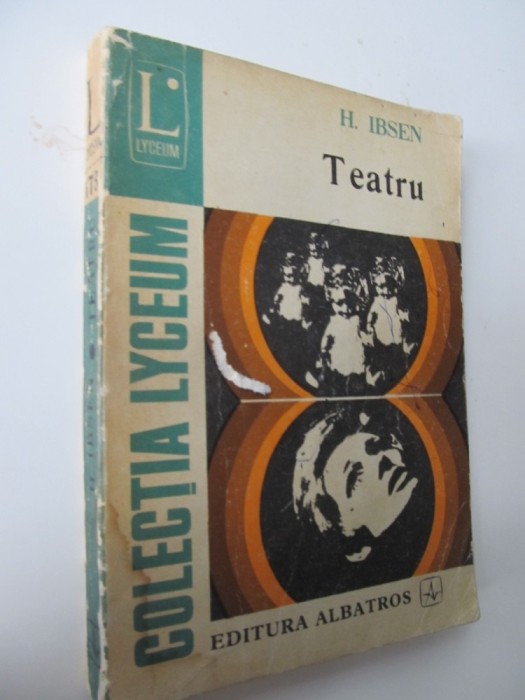 L
LYCEUM
H. IBSEN
Teatru
COLECȚIA LYCEUM
EDITURA ALBATROS
L